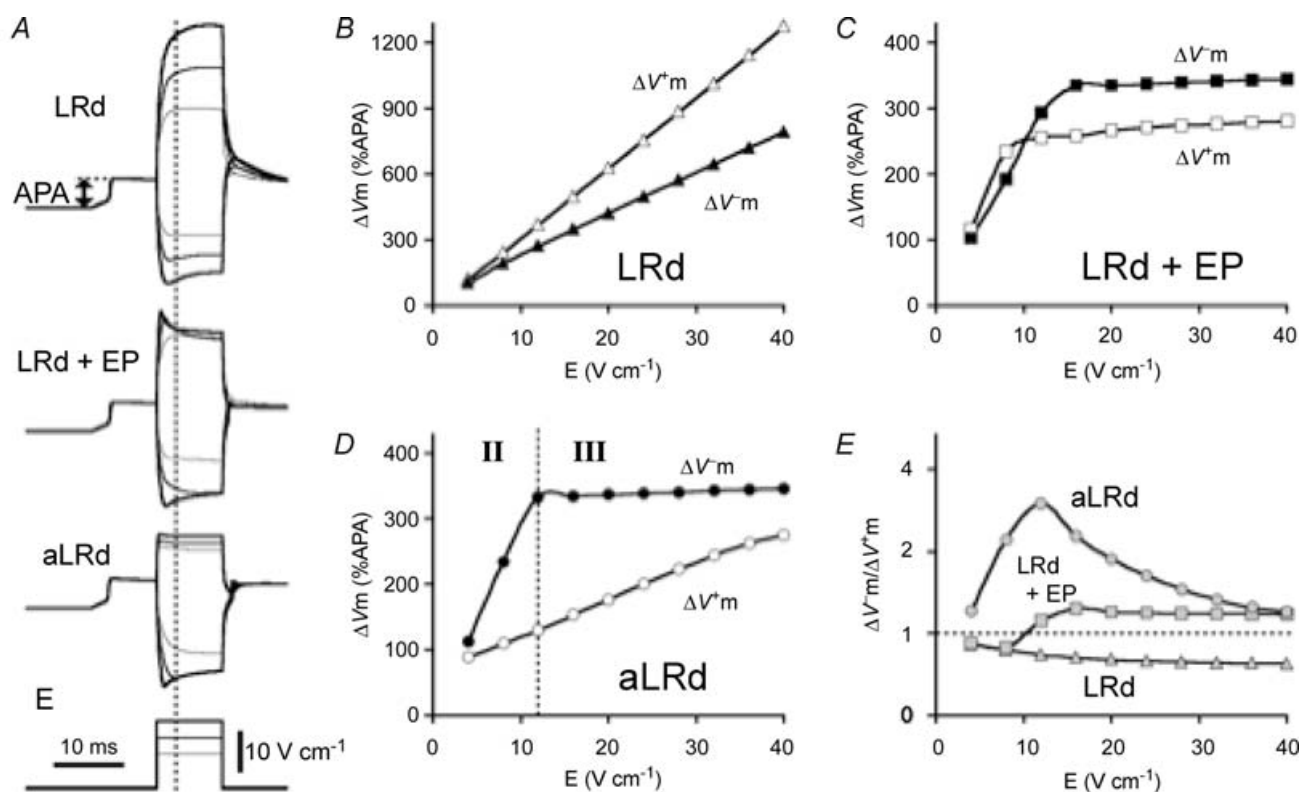 A
LRd
APA
LRd + EP
aLRd
E
10 ms
10 V cm⁻¹
B
ΔVm (%APA)
1200
900
600
300
0
ΔV⁺m
ΔV⁻m
LRd
0 10 20 30 40
E (V cm⁻¹)
C
ΔVm (%APA)
400
300
200
100
0
ΔV⁻m
ΔV⁺m
LRd + EP
0 10 20 30 40
E (V cm⁻¹)
D
II III
ΔVm (%APA)
400
300
200
100
0
ΔV⁻m
ΔV⁺m
aLRd
0 10 20 30 40
E (V cm⁻¹)
E
ΔV⁻m/ΔV⁺m
4
2
1
0
aLRd
LRd
+ EP
LRd
0 10 20 30 40
E (V cm⁻¹)